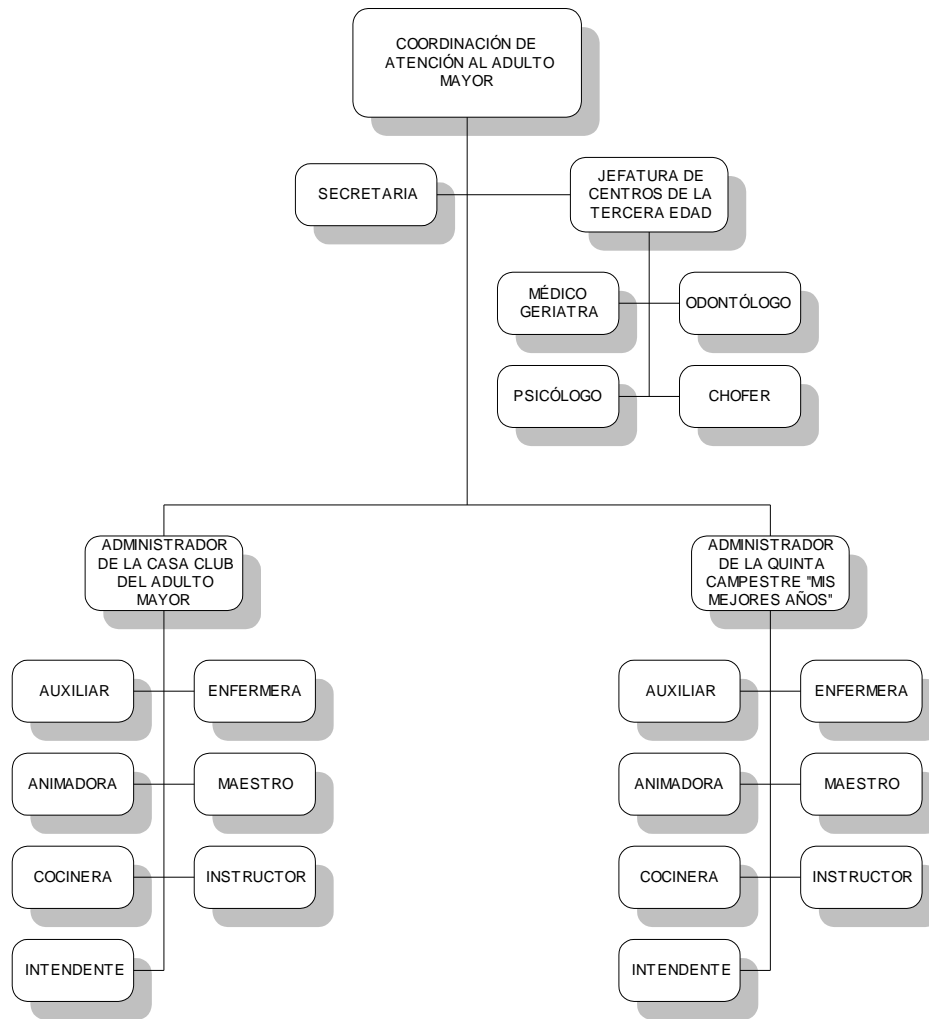 COORDINACIÓN DE
ATENCIÓN AL ADULTO
MAYOR
SECRETARIA
JEFATURA DE
CENTROS DE LA
TERCERA EDAD
MÉDICO
GERIATRA
ODONTÓLOGO
PSICÓLOGO
CHOFER
ADMINISTRADOR
DE LA CASA CLUB
DEL ADULTO
MAYOR
ADMINISTRADOR
DE LA QUINTA
CAMPESTRE "MIS
MEJORES AÑOS"
AUXILIAR
ENFERMERA
ANIMADORA
MAESTRO
COCINERA
INSTRUCTOR
INTENDENTE
AUXILIAR
ENFERMERA
ANIMADORA
MAESTRO
COCINERA
INSTRUCTOR
INTENDENTE